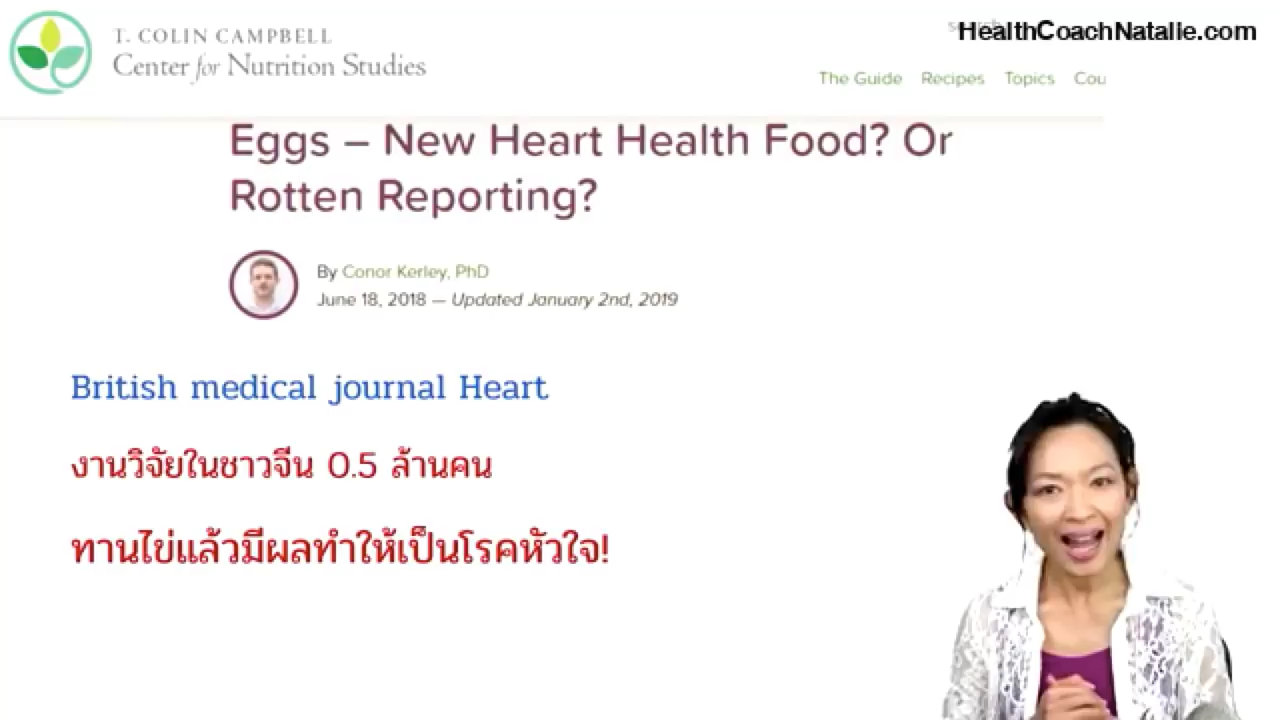 T. COLIN CAMPBELL
Center for Nutrition Studies
search
HealthCoachNatalie.com
The Guide Recipes Topics Cou
Eggs – New Heart Health Food? Or
Rotten Reporting?
By Conor Kerley, PhD
June 18, 2018 — Updated January 2nd, 2019
British medical journal Heart
งานวิจัยในชาวจีน 0.5 ล้านคน
ทานไข่แล้วมีผลทำให้เป็นโรคหัวใจ!